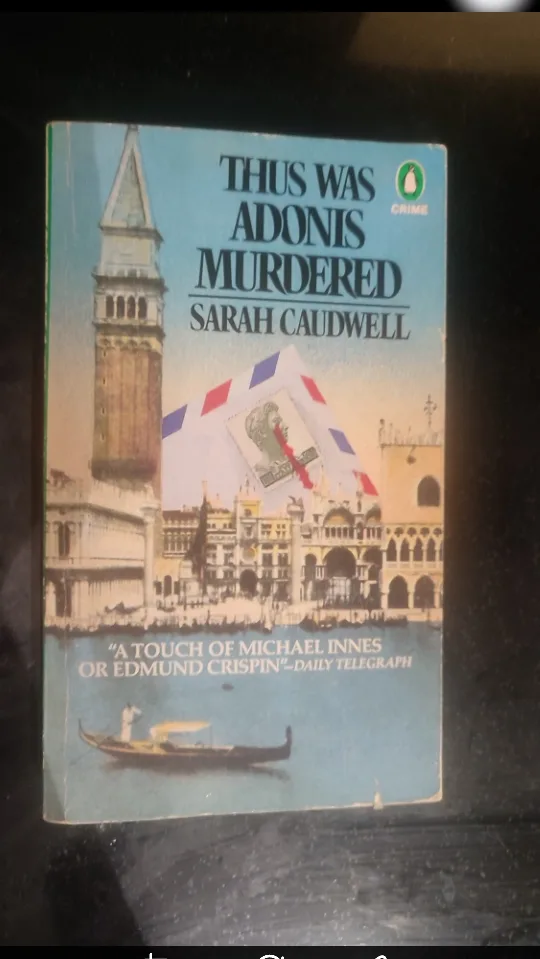 THUS WAS
ADONIS
MURDERED
SARAH CAUDWELL
CRIME
"A TOUCH OF MICHAEL INNES
OR EDMUND CRISPIN"–DAILY TELEGRAPH